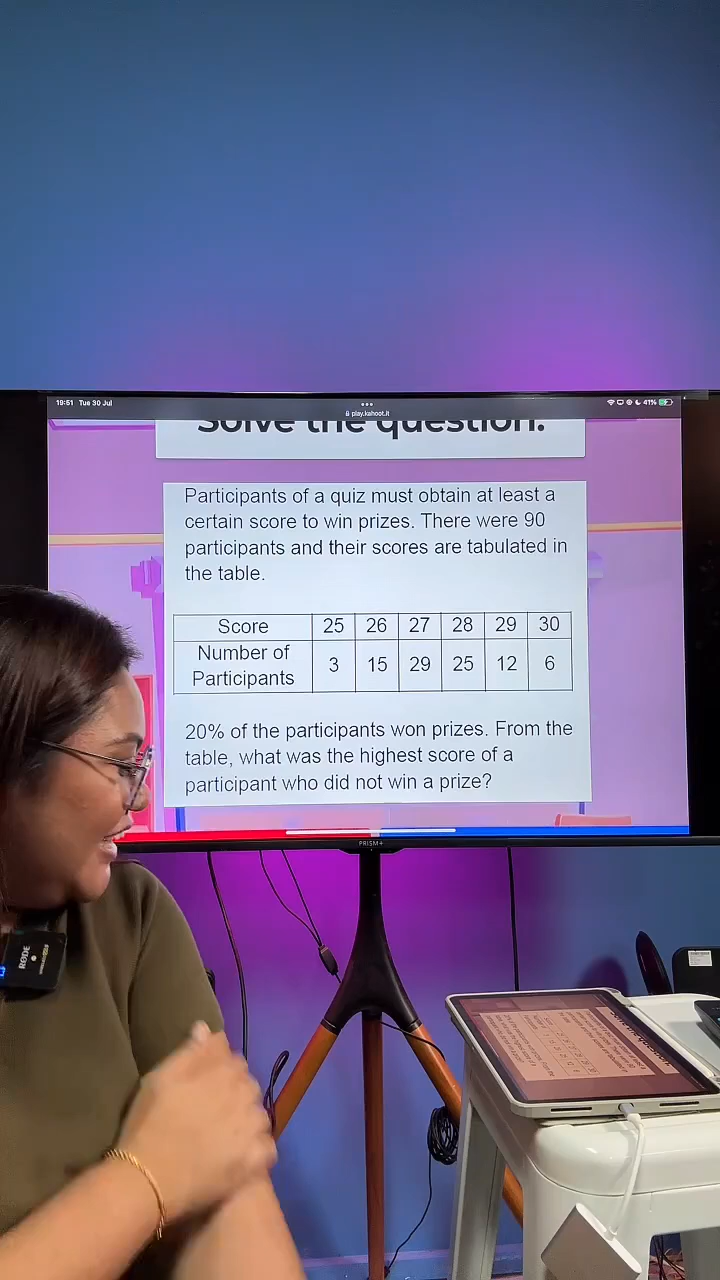 19:51 Tue 30 Jul
play.kahoot.it
41%
Solve the question.
Participants of a quiz must obtain at least a
certain score to win prizes. There were 90
participants and their scores are tabulated in
the table.
Score 25 26 27 28 29 30
Number of
Participants 3 15 29 25 12 6
20% of the participants won prizes. From the
table, what was the highest score of a
participant who did not win a prize?
PRISM+
RØDE